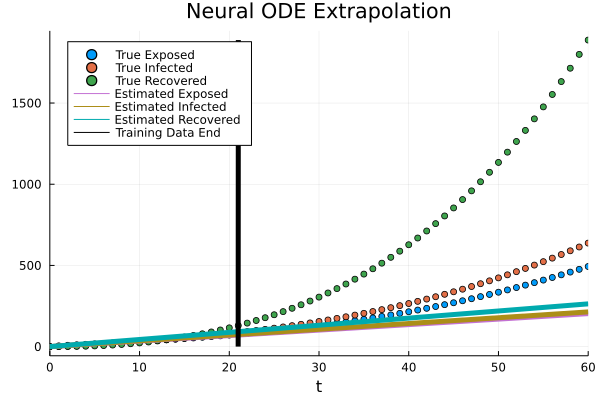 Neural ODE Extrapolation
True Exposed
True Infected
True Recovered
Estimated Exposed
Estimated Infected
Estimated Recovered
Training Data End
1500
1000
500
0
0 10 20 30 40 50 60
t